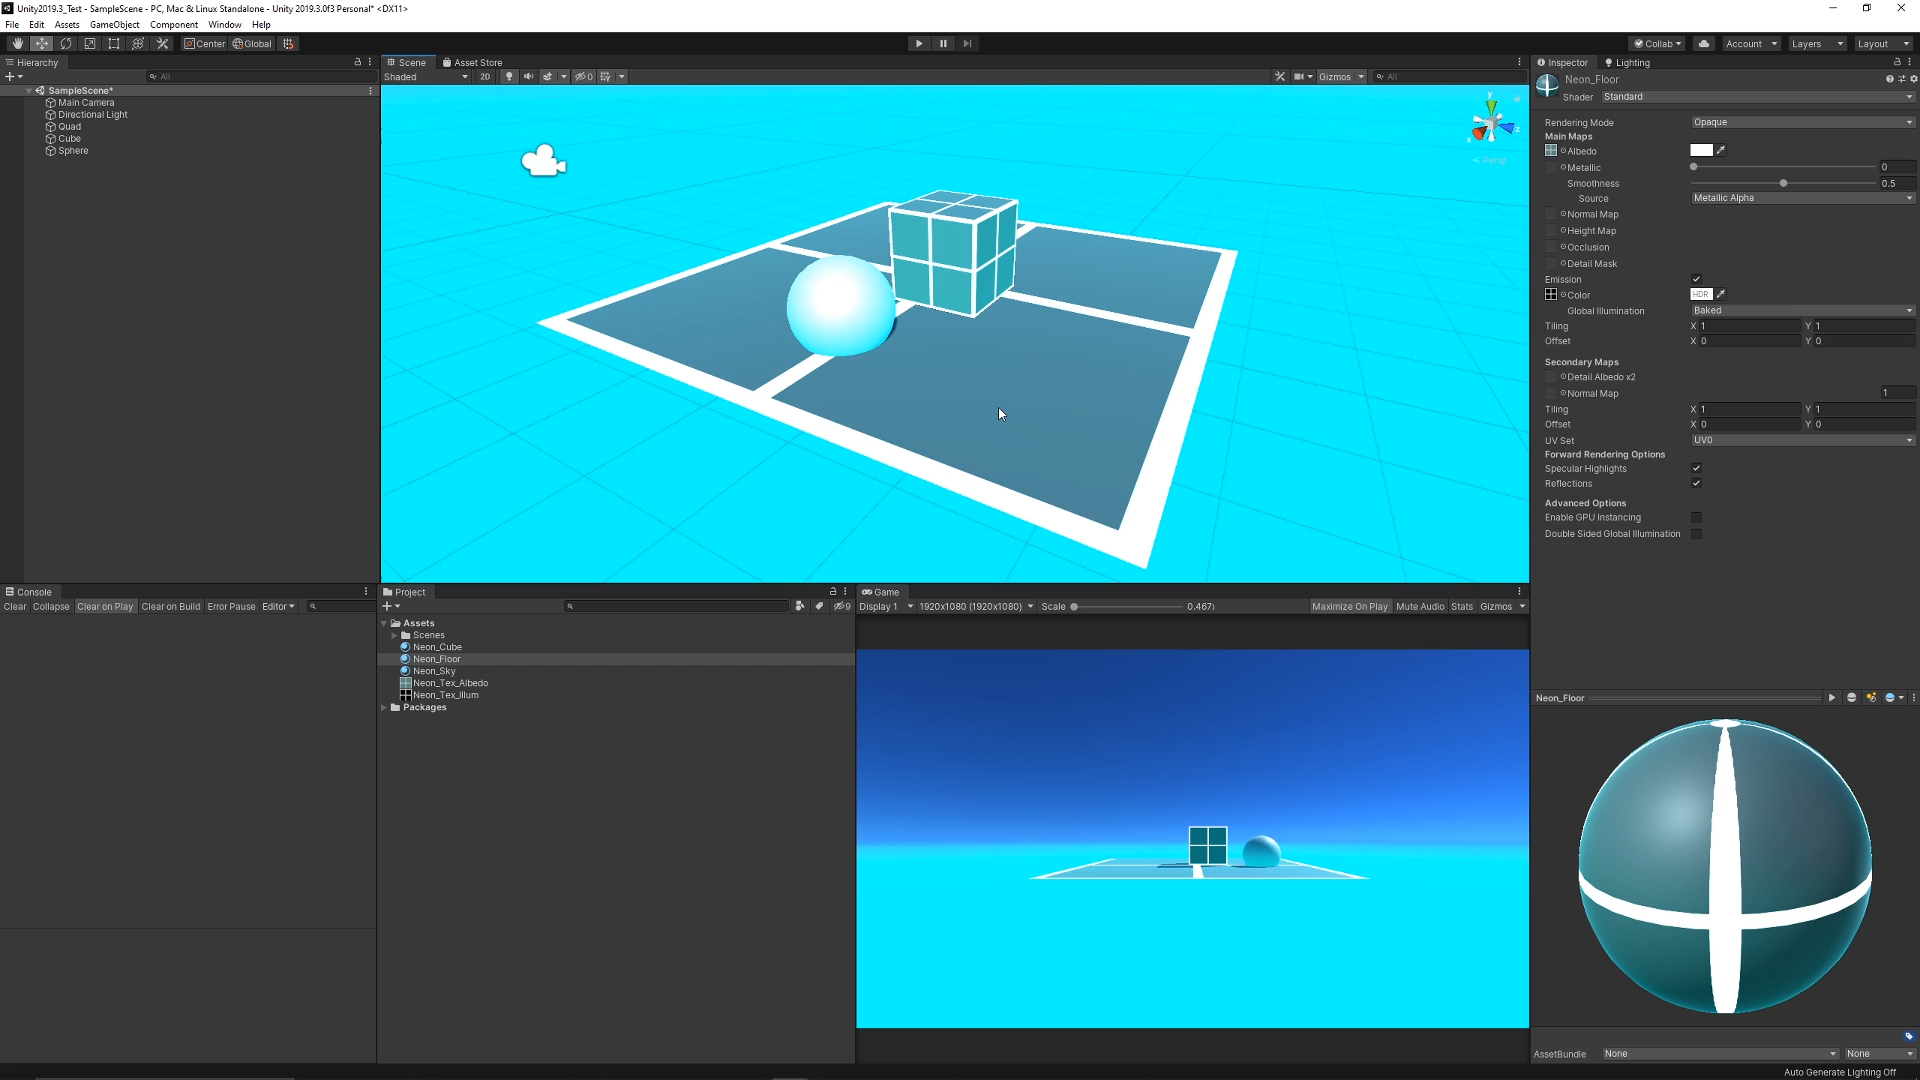 Unity2019.3_Test - SampleScene - PC, Mac & Linux Standalone - Unity 2019.3.0f3 Personal* <DX11>
File Edit Assets GameObject Component Window Help
Center Global Collab Account Layers Layout
Hierarchy
All
SampleScene*
Main Camera
Directional Light
Quad
Cube
Sphere
Scene Asset Store
Shaded 2D 0 Gizmos All
y
x z
Persp
Inspector Lighting
Neon_Floor
Shader Standard
Rendering Mode Opaque
Main Maps
Albedo
Metallic 0
Smoothness 0.5
Source Metallic Alpha
Normal Map
Height Map
Occlusion
Detail Mask
Emission
Color HDR
Global Illumination Baked
Tiling X 1 Y 1
Offset X 0 Y 0
Secondary Maps
Detail Albedo x2
Normal Map 1
Tiling X 1 Y 1
Offset X 0 Y 0
UV Set UV0
Forward Rendering Options
Specular Highlights
Reflections
Advanced Options
Enable GPU Instancing
Double Sided Global Illumination
Console
Clear Collapse Clear on Play Clear on Build Error Pause Editor
Project
9
Assets
Scenes
Neon_Cube
Neon_Floor
Neon_Sky
Neon_Tex_Albedo
Neon_Tex_Illum
Packages
Game
Display 1 1920x1080 (1920x1080) Scale 0.467 Maximize On Play Mute Audio Stats Gizmos
Neon_Floor
AssetBundle None None
Auto Generate Lighting Off